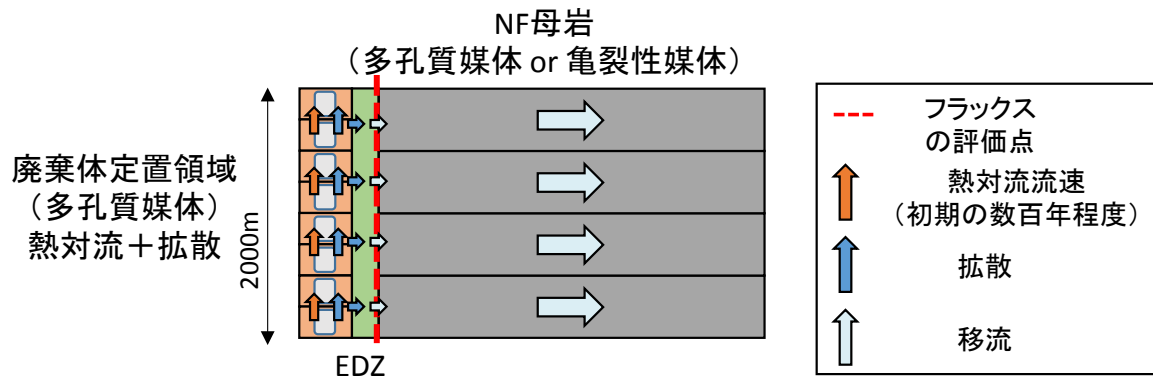 NF母岩
（多孔質媒体 or 亀裂性媒体）
廃棄体定置領域
（多孔質媒体）
熱対流＋拡散
2000m
EDZ
フラックス
の評価点
熱対流流速
（初期の数百年程度）
拡散
移流